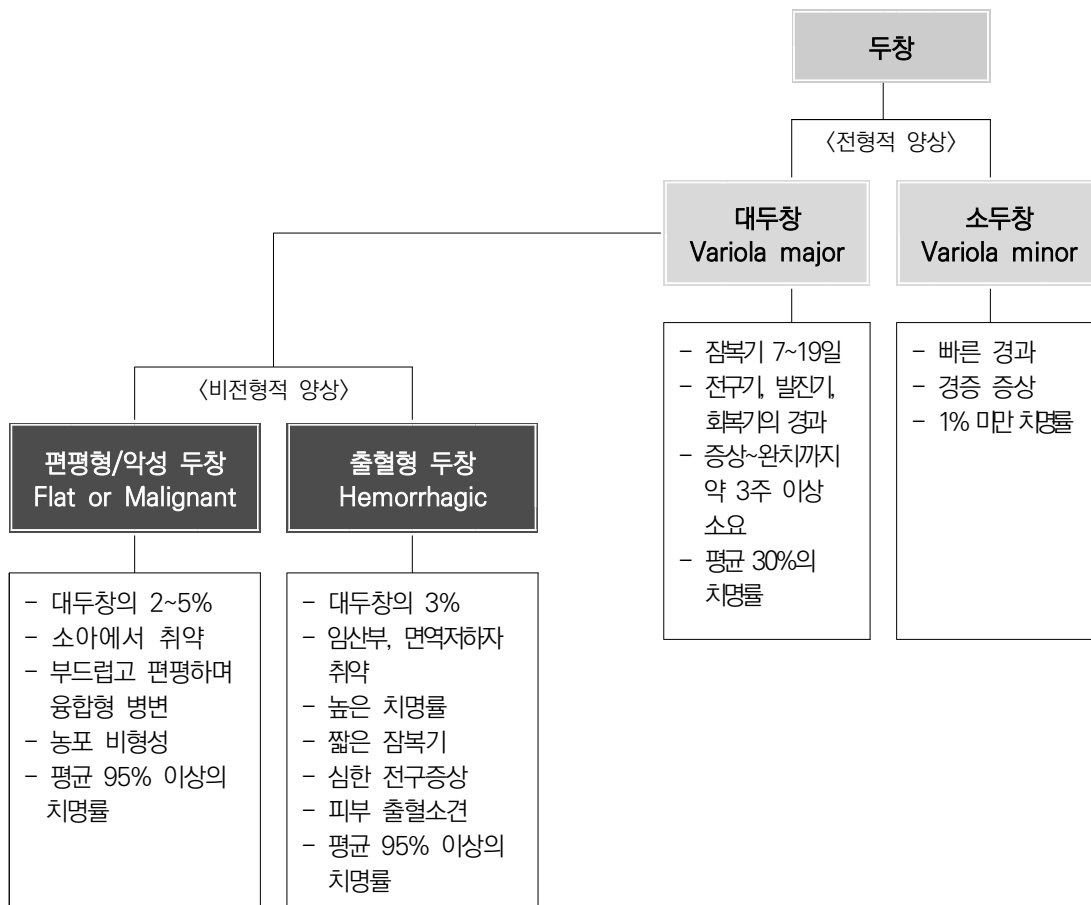 두창
〈전형적 양상〉
대두창
Variola major
소두창
Variola minor
- 잠복기 7~19일
- 전구기, 발진기,
회복기의 경과
- 증상~완치까지
약 3주 이상
소요
- 평균 30%의
치명률
- 빠른 경과
- 경증 증상
- 1% 미만 치명률
〈비전형적 양상〉
편평형/악성 두창
Flat or Malignant
출혈형 두창
Hemorrhagic
- 대두창의 2~5%
- 소아에서 취약
- 부드럽고 편평하며
융합형 병변
- 농포 비형성
- 평균 95% 이상의
치명률
- 대두창의 3%
- 임산부, 면역저하자
취약
- 높은 치명률
- 짧은 잠복기
- 심한 전구증상
- 피부 출혈소견
- 평균 95% 이상의
치명률